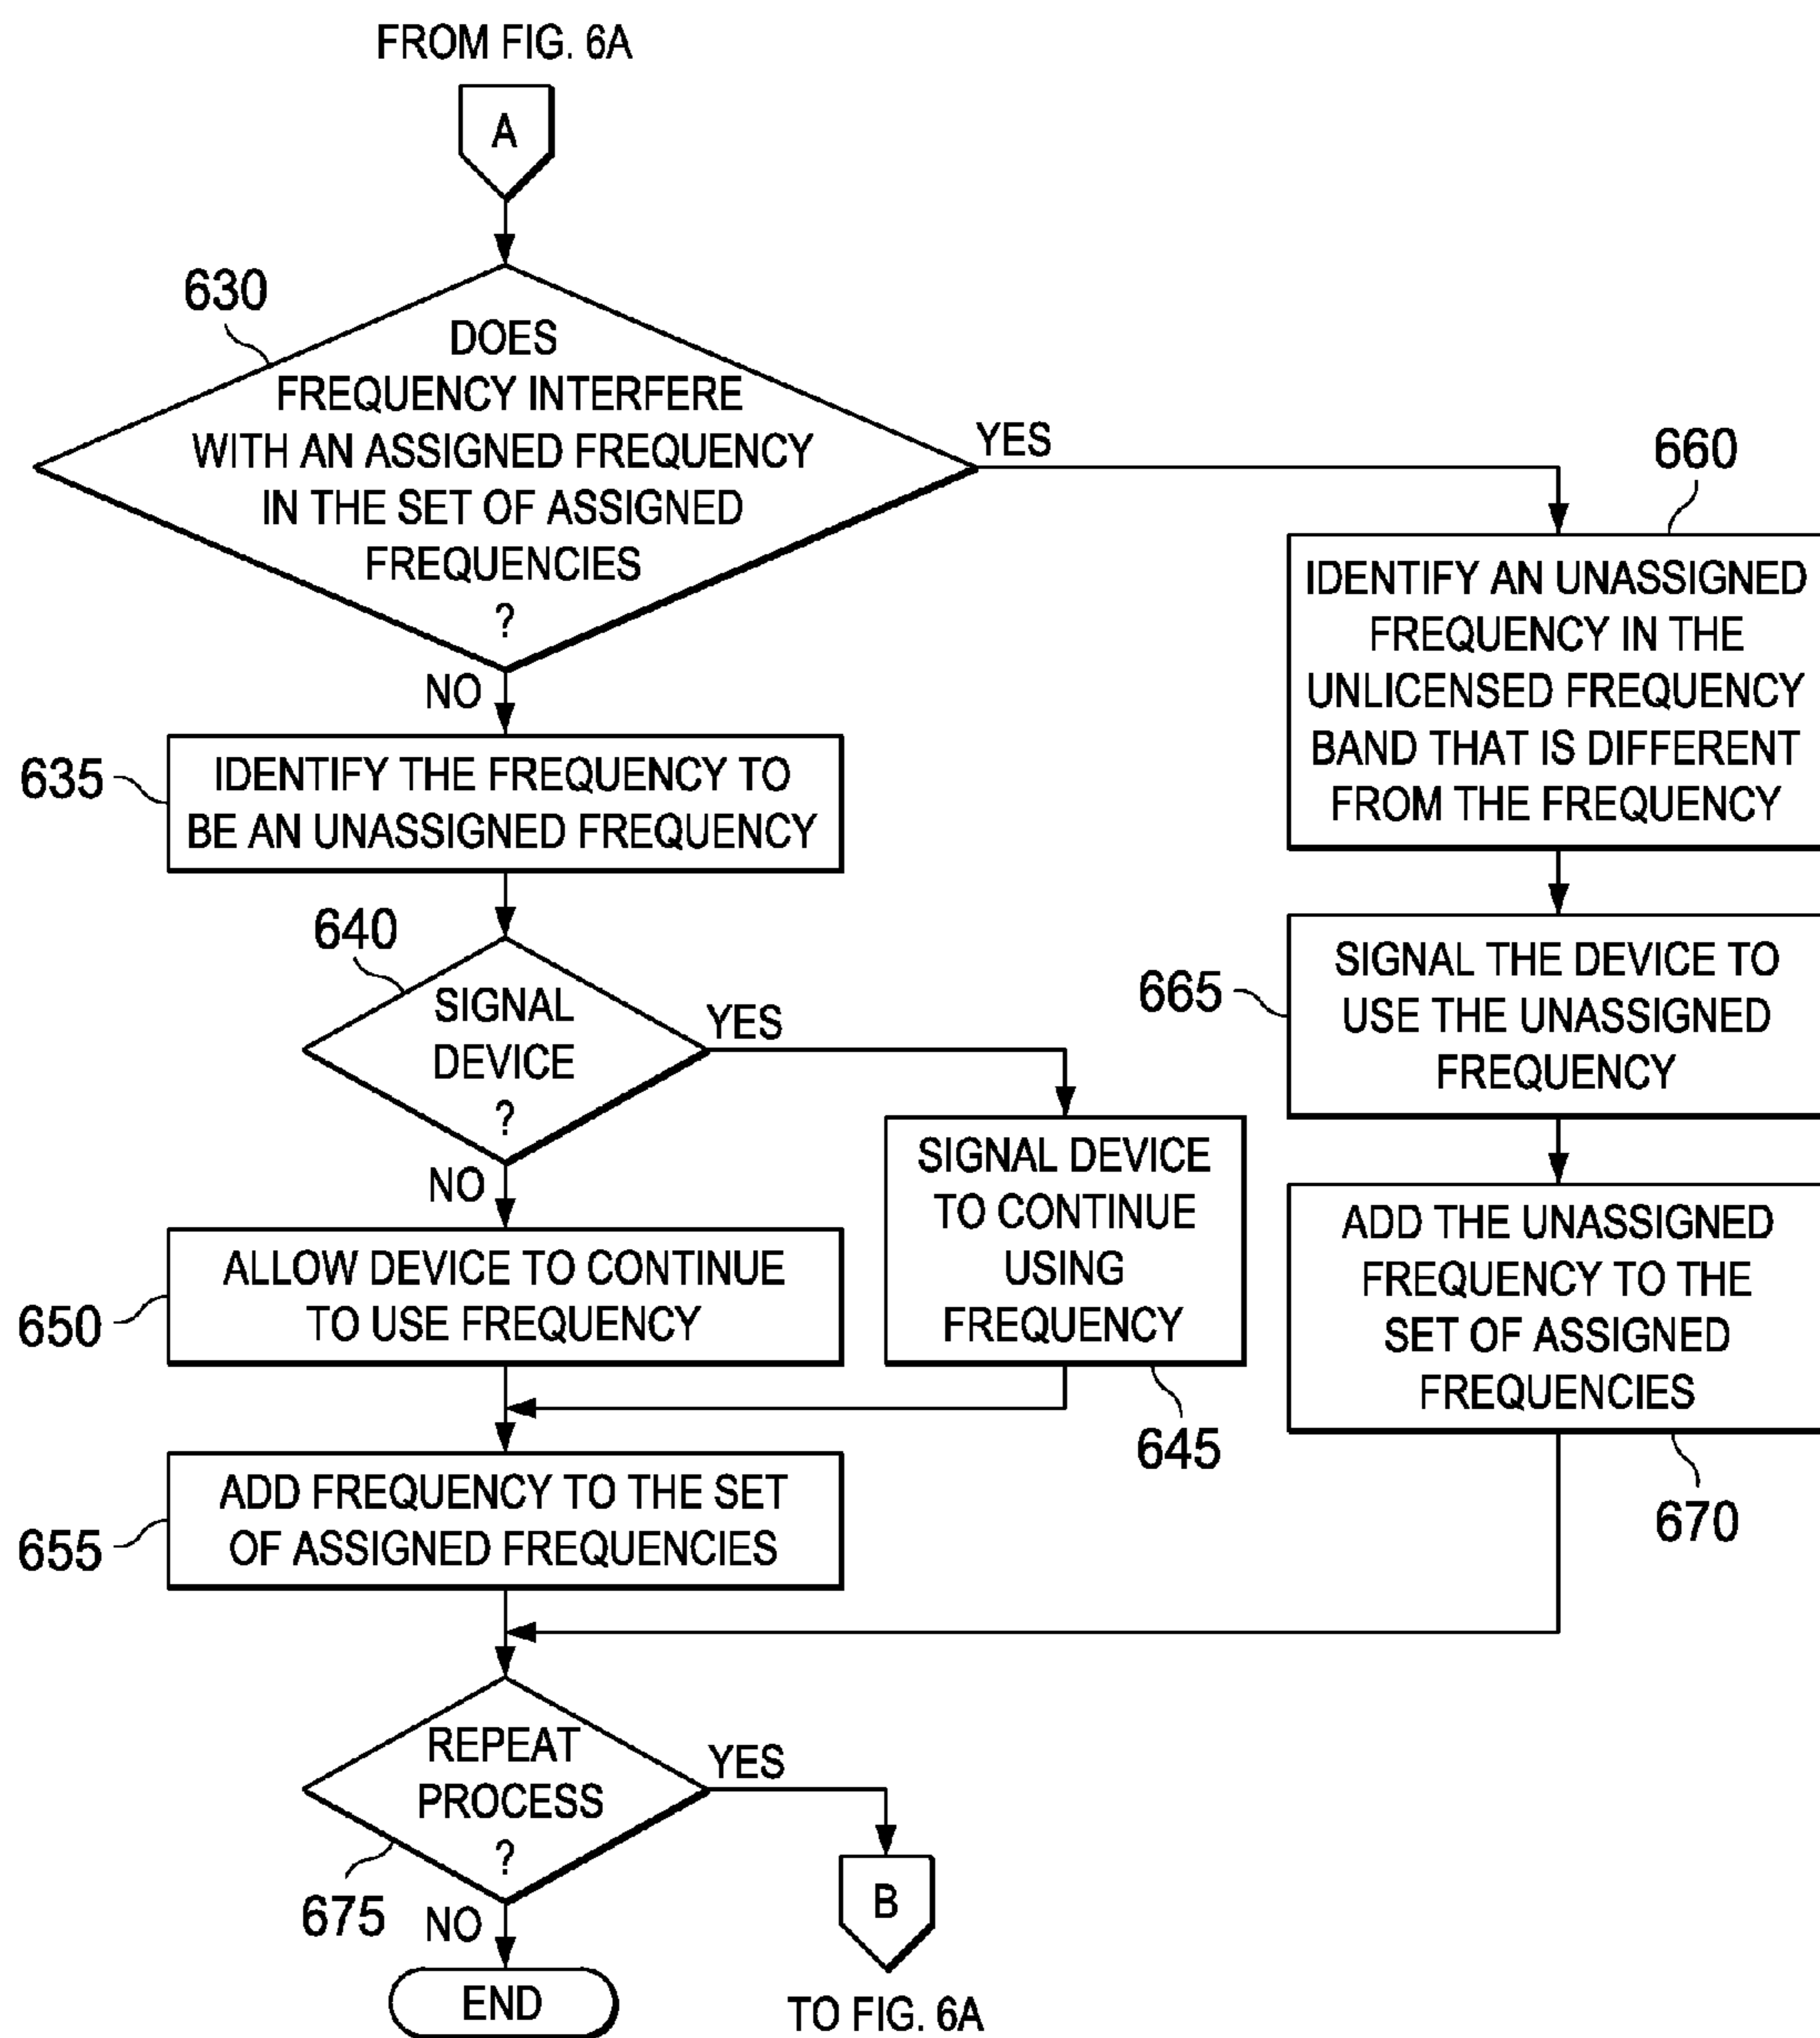 FROM FIG. 6A
A
630
DOES
FREQUENCY INTERFERE
WITH AN ASSIGNED FREQUENCY
IN THE SET OF ASSIGNED
FREQUENCIES
?
YES
NO
660
IDENTIFY AN UNASSIGNED
FREQUENCY IN THE
UNLICENSED FREQUENCY
BAND THAT IS DIFFERENT
FROM THE FREQUENCY
635
IDENTIFY THE FREQUENCY TO
BE AN UNASSIGNED FREQUENCY
640
SIGNAL
DEVICE
?
YES
NO
665
SIGNAL THE DEVICE TO
USE THE UNASSIGNED
FREQUENCY
SIGNAL DEVICE
TO CONTINUE
USING
FREQUENCY
645
650
ALLOW DEVICE TO CONTINUE
TO USE FREQUENCY
ADD THE UNASSIGNED
FREQUENCY TO THE
SET OF ASSIGNED
FREQUENCIES
670
655
ADD FREQUENCY TO THE SET
OF ASSIGNED FREQUENCIES
REPEAT
PROCESS
?
YES
675
NO
B
END
TO FIG. 6A